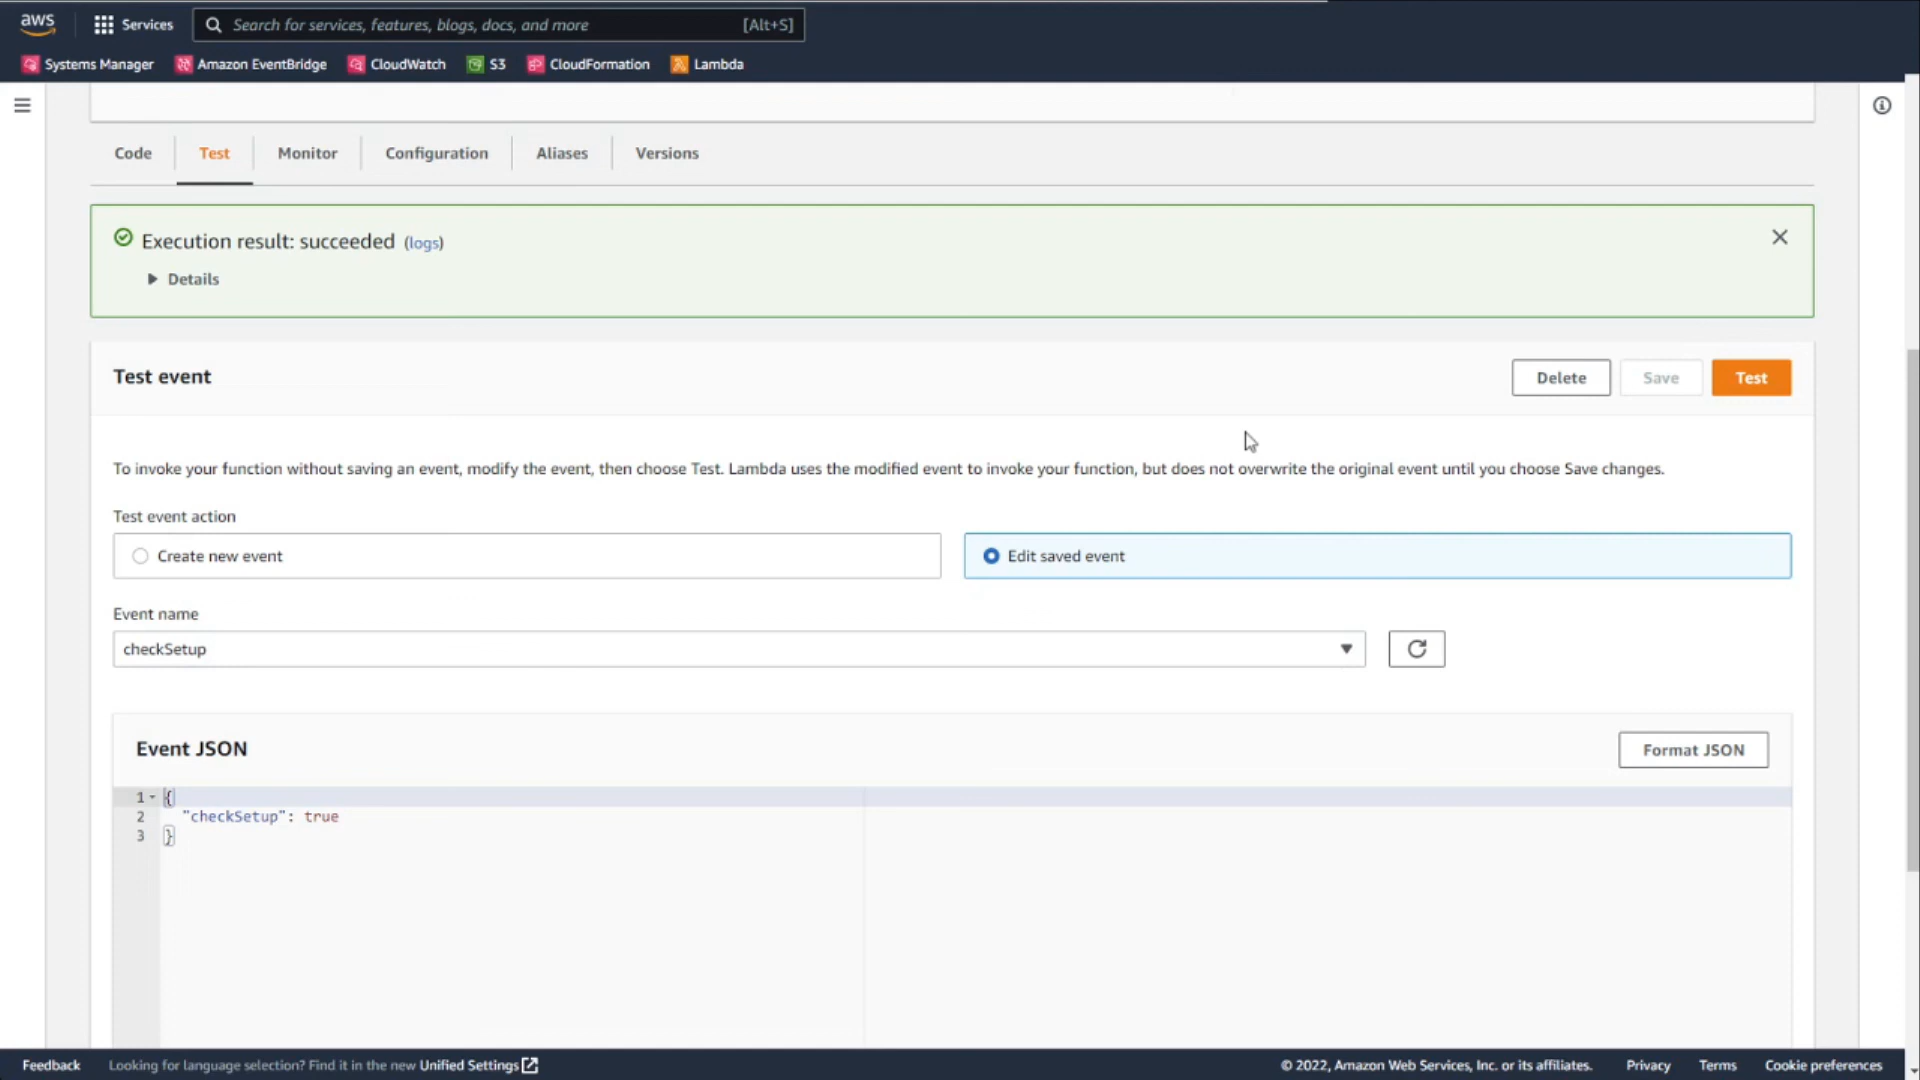 aws Services Search for services, features, blogs, docs, and more [Alt+S]
Systems Manager Amazon EventBridge CloudWatch S3 CloudFormation Lambda
Code Test Monitor Configuration Aliases Versions
Execution result: succeeded (logs)
Details
Test event Delete Save Test
To invoke your function without saving an event, modify the event, then choose Test. Lambda uses the modified event to invoke your function, but does not overwrite the original event until you choose Save changes.
Test event action
Create new event Edit saved event
Event name
checkSetup
Event JSON Format JSON
1 {
2 "checkSetup": true
3 }
Feedback Looking for language selection? Find it in the new Unified Settings © 2022, Amazon Web Services, Inc. or its affiliates. Privacy Terms Cookie preferences